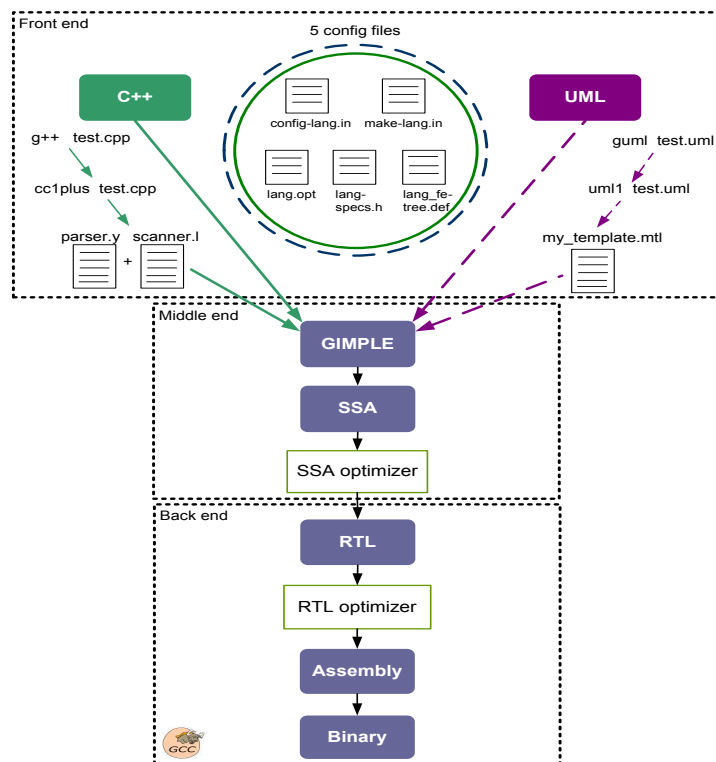 Front end
5 config files
C++
UML
config-lang.in
make-lang.in
g++ test.cpp
guml test.uml
cc1plus test.cpp
uml1 test.uml
lang.opt
lang-
specs.h
lang_fe-
tree.def
parser.y + scanner.l
my_template.mtl
Middle end
GIMPLE
SSA
SSA optimizer
Back end
RTL
RTL optimizer
Assembly
Binary
GCC